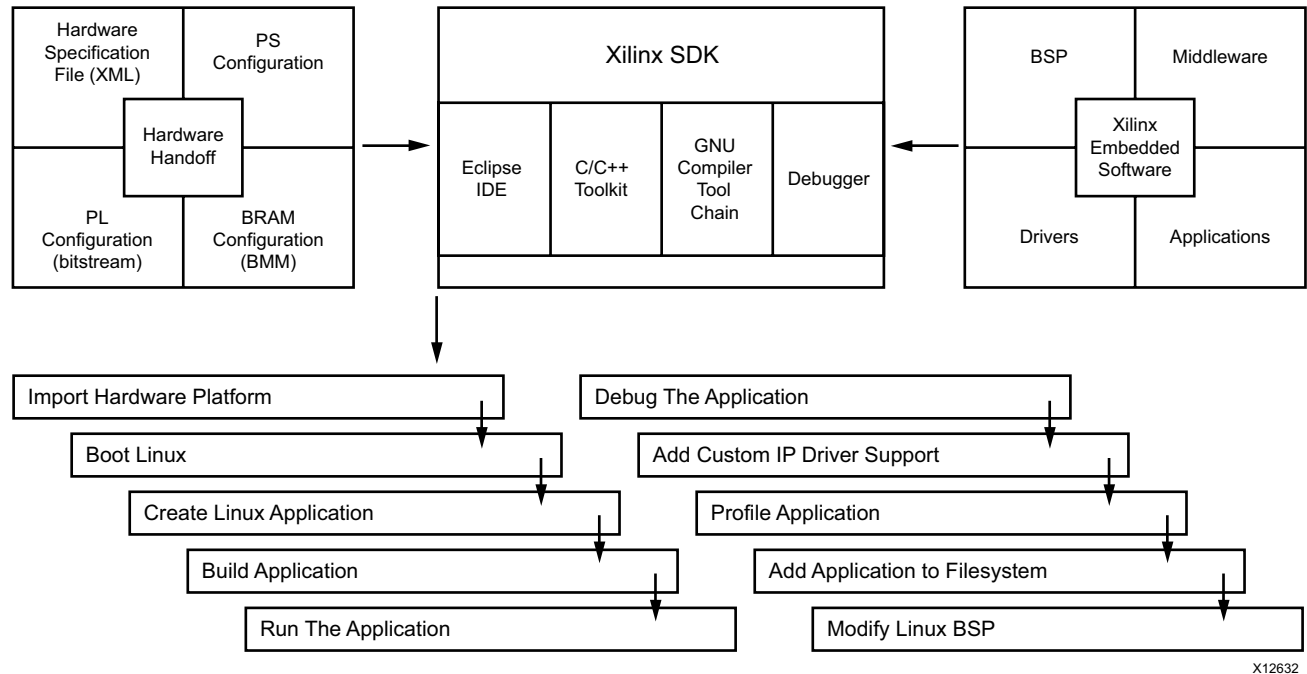 Hardware
Specification
File (XML)
PS
Configuration
Hardware
Handoff
PL
Configuration
(bitstream)
BRAM
Configuration
(BMM)
Xilinx SDK
Eclipse
IDE
C/C++
Toolkit
GNU
Compiler
Tool
Chain
Debugger
BSP
Middleware
Xilinx
Embedded
Software
Drivers
Applications
Import Hardware Platform
Boot Linux
Create Linux Application
Build Application
Run The Application
Debug The Application
Add Custom IP Driver Support
Profile Application
Add Application to Filesystem
Modify Linux BSP
X12632